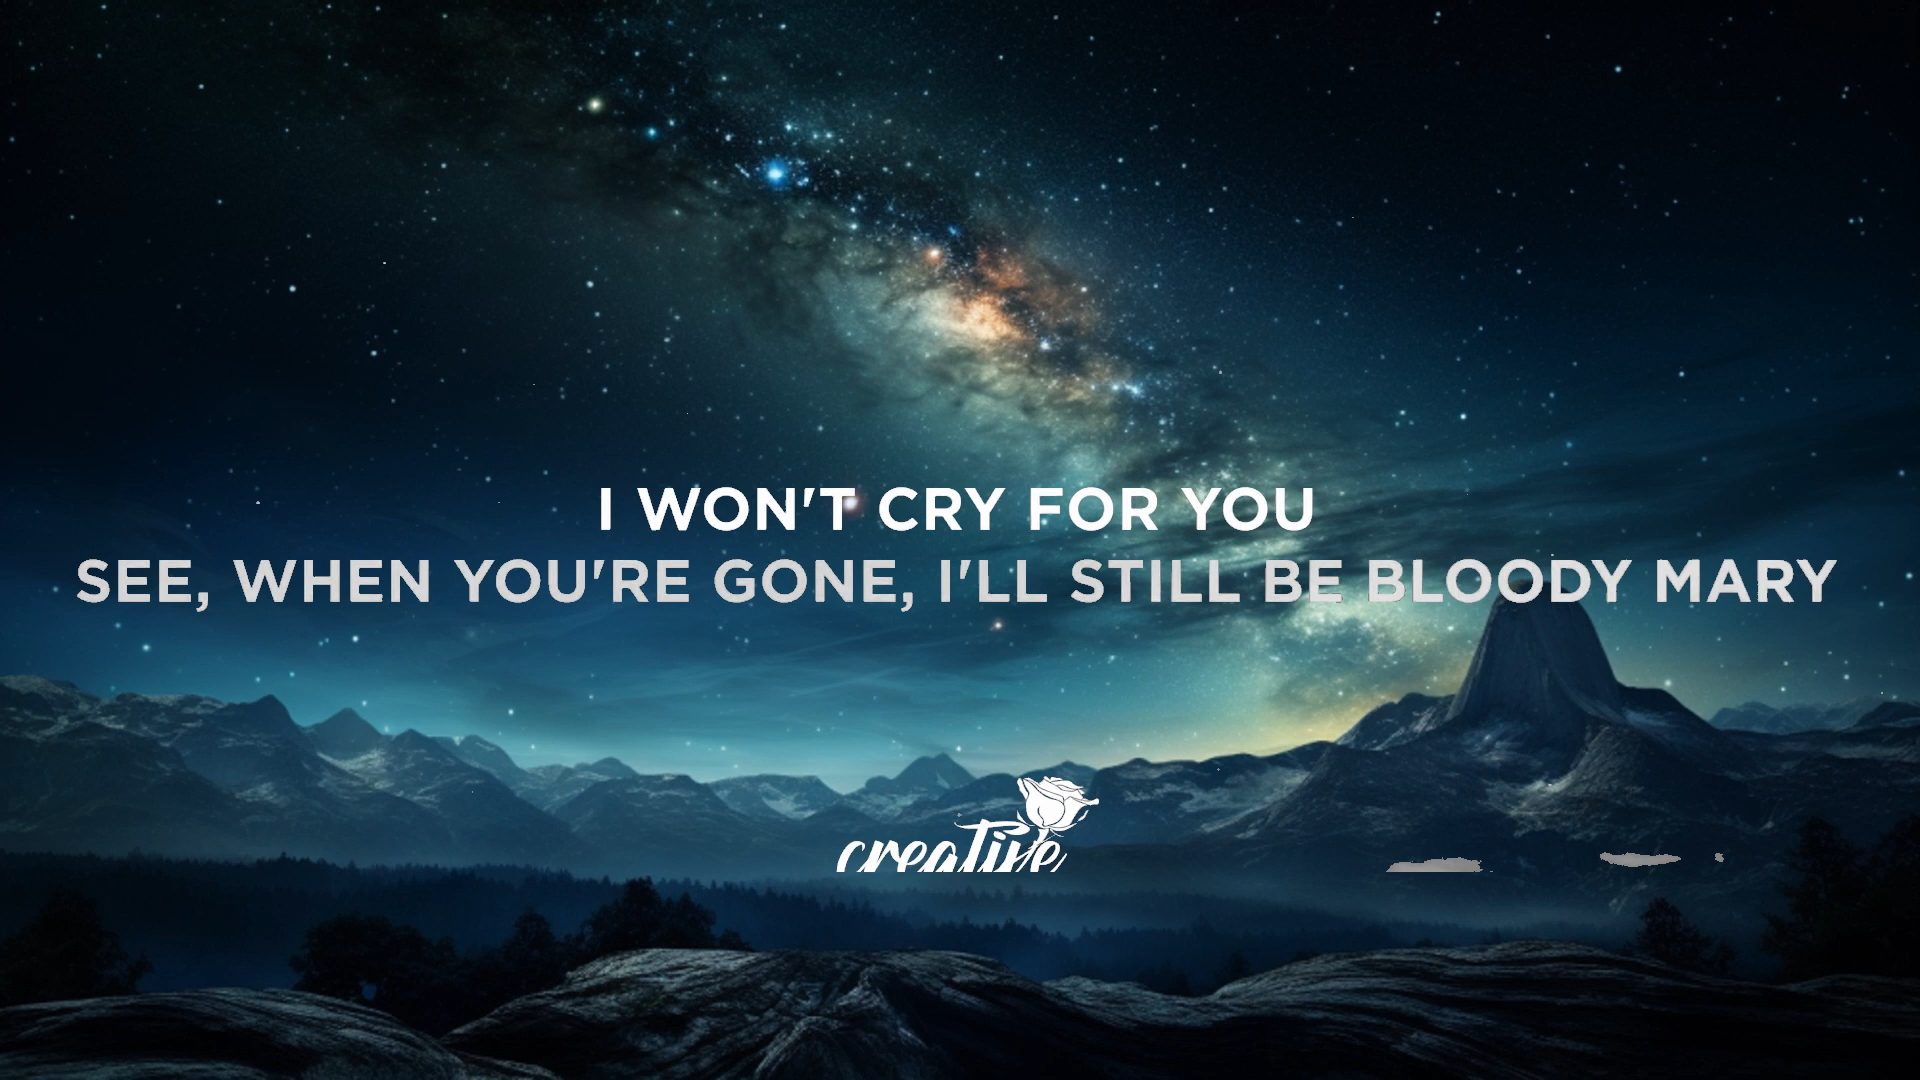 I WON'T CRY FOR YOU
SEE, WHEN YOU'RE GONE, I'LL STILL BE BLOODY MARY
creative